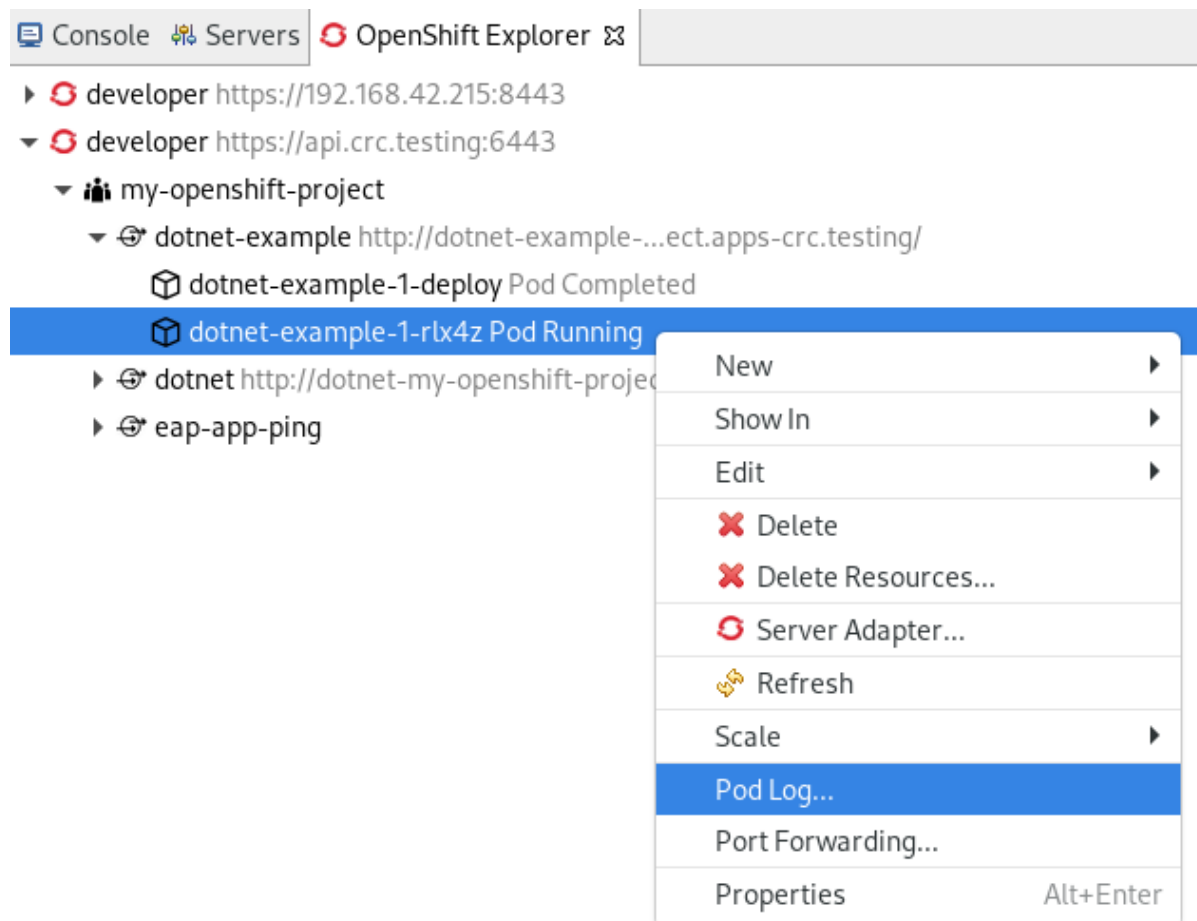 Console Servers OpenShift Explorer
developer https://192.168.42.215:8443
developer https://api.crc.testing:6443
my-openshift-project
dotnet-example http://dotnet-example-...ect.apps-crc.testing/
dotnet-example-1-deploy Pod Completed
dotnet-example-1-rlx4z Pod Running
dotnet http://dotnet-my-openshift-projec
eap-app-ping
New
Show In
Edit
Delete
Delete Resources...
Server Adapter...
Refresh
Scale
Pod Log...
Port Forwarding...
Properties Alt+Enter